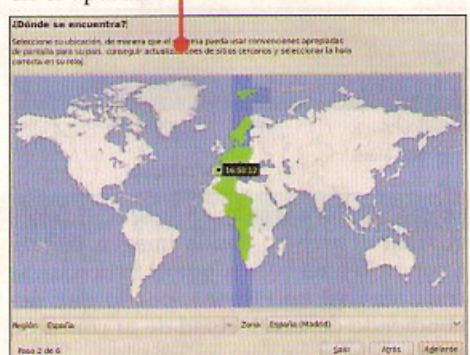 ¿Dónde se encuentra?
Seleccione su ubicación, de manera que el sistema pueda usar convenciones apropiadas
de pantalla para su país, conseguir actualizaciones de sitios cercanos y seleccionar la hora
correcta en su reloj.
16:58:12
Región: España Zona: España (Madrid)
Paso 2 de 6 Salir Atrás Adelante